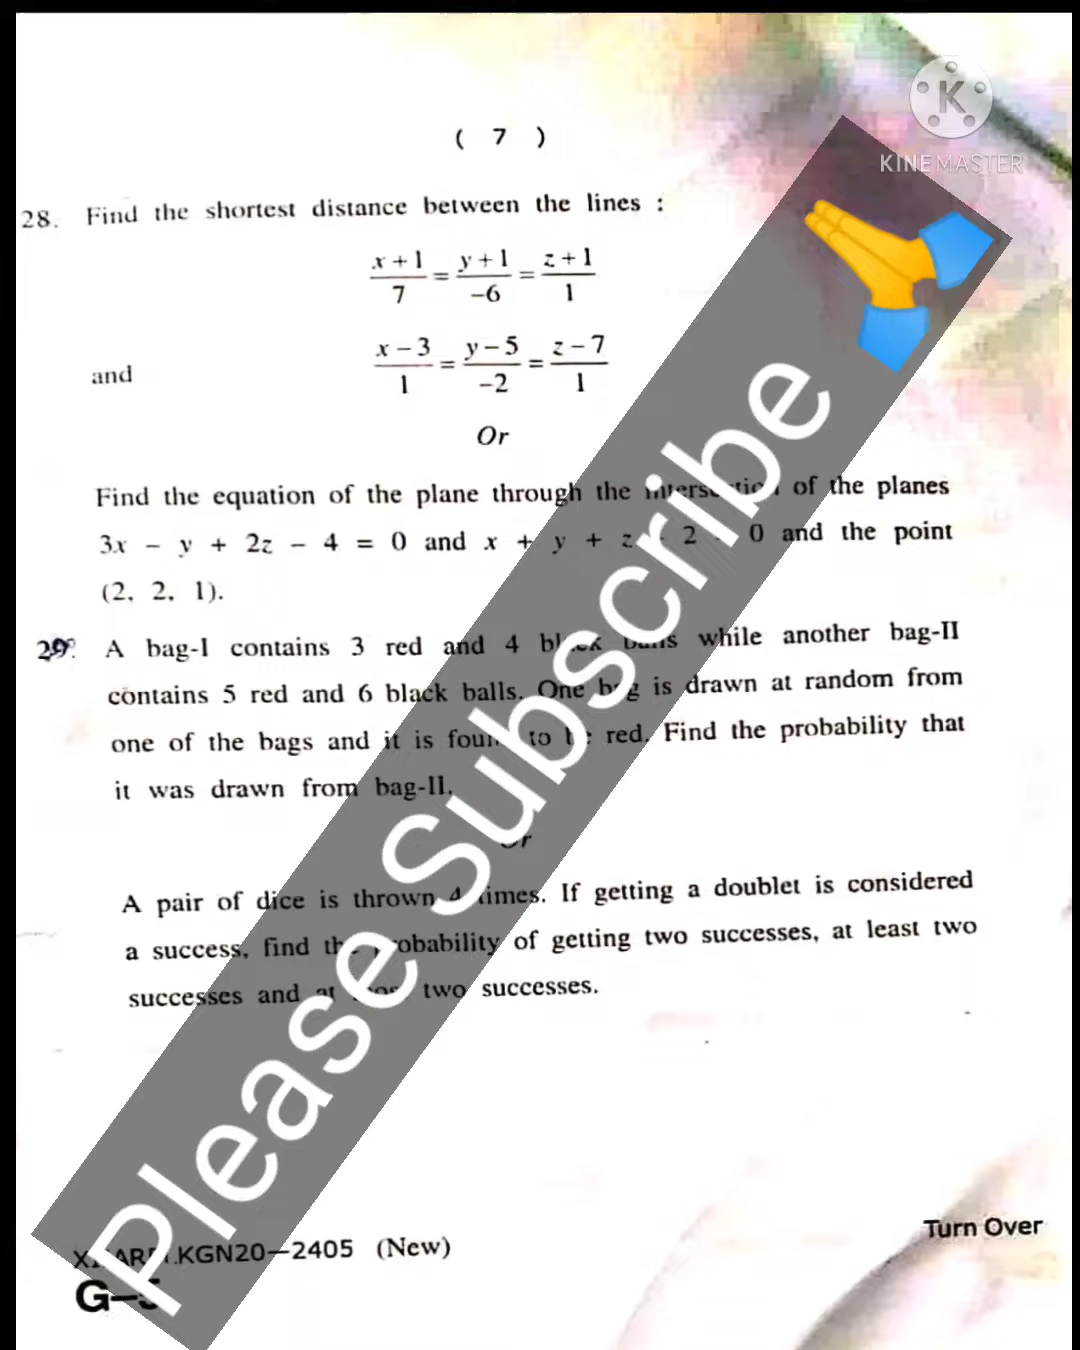 ( 7 )
KINEMASTER
28. Find the shortest distance between the lines :
x + 1 / 7 = y + 1 / -6 = z + 1 / 1
and x - 3 / 1 = y - 5 / -2 = z - 7 / 1
Or
Find the equation of the plane through the of the planes
3x - y + 2z - 4 = 0 and x + y + z 2 0 and the point
(2, 2, 1).
29. A bag-I contains 3 red and 4 while another bag-II
contains 5 red and 6 black balls. One is drawn at random from
one of the bags and it is to red. Find the probability that
it was drawn from bag-II.
A pair of dice is thrown 4 times. If getting a doublet is considered
a success, find of getting two successes, at least two
successes and two successes.
Please Subscribe
Turn Over
KGN20-2405 (New)